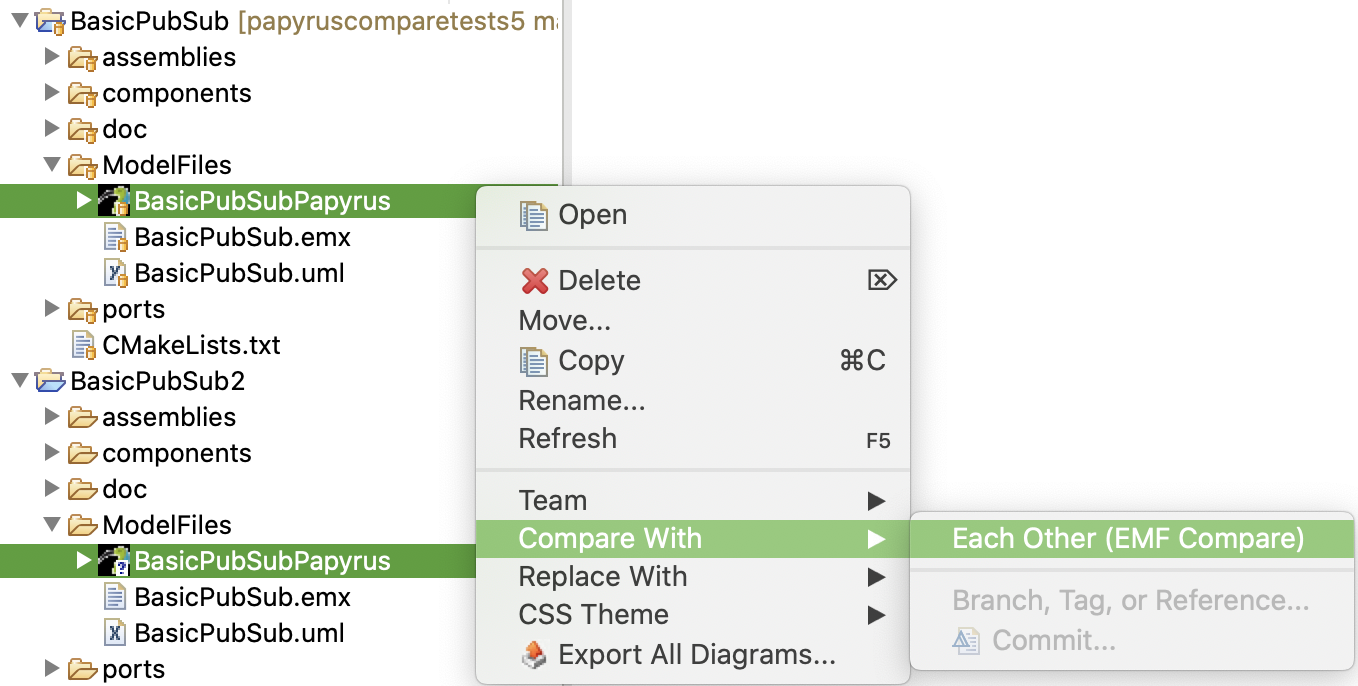 BasicPubSub [papyruscomparetests5 ma
assemblies
components
doc
ModelFiles
BasicPubSubPapyrus
BasicPubSub.emx
BasicPubSub.uml
ports
CMakeLists.txt
BasicPubSub2
assemblies
components
doc
ModelFiles
BasicPubSubPapyrus
BasicPubSub.emx
BasicPubSub.uml
ports
Open
Delete
Move...
Copy ⌘C
Rename...
Refresh F5
Team
Compare With
Replace With
CSS Theme
Export All Diagrams...
Each Other (EMF Compare)
Branch, Tag, or Reference...
Commit...